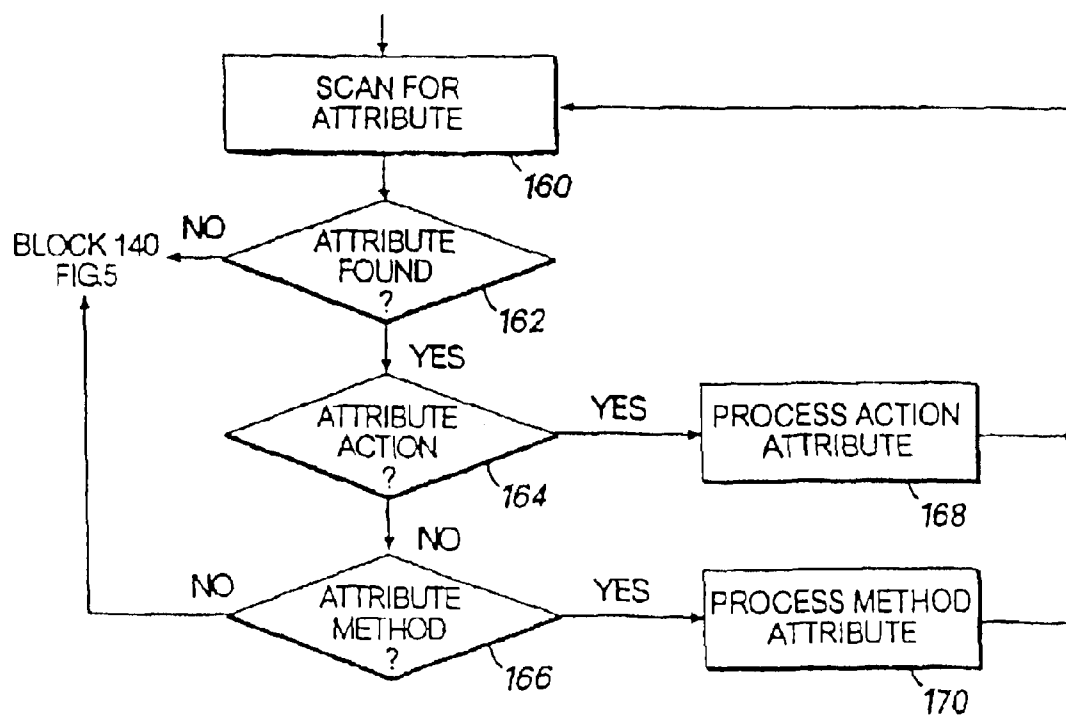 SCAN FOR
ATTRIBUTE
160
NO
BLOCK 140
FIG.5
ATTRIBUTE
FOUND
?
162
YES
ATTRIBUTE
ACTION
?
164
YES
PROCESS ACTION
ATTRIBUTE
168
NO
NO
ATTRIBUTE
METHOD
?
166
YES
PROCESS METHOD
ATTRIBUTE
170